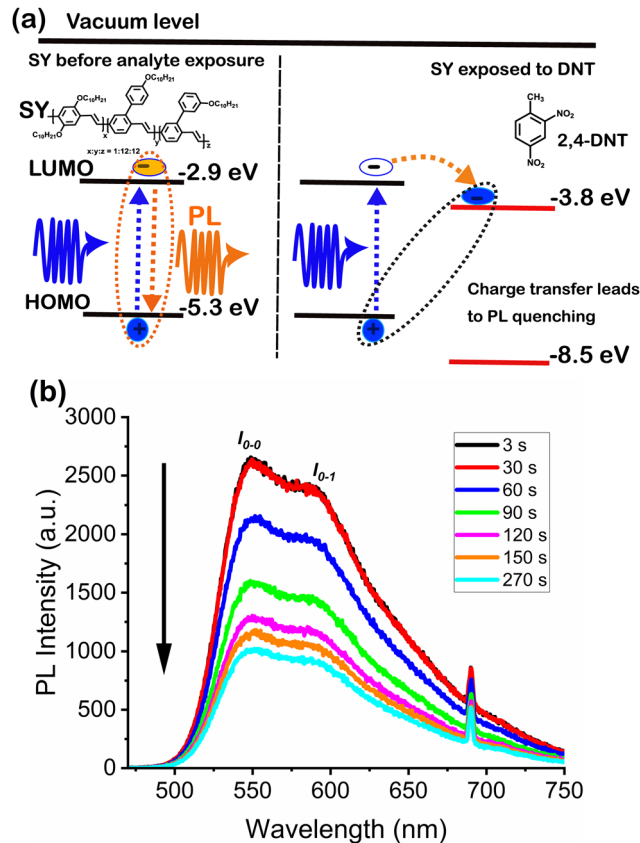 (a) Vacuum level
SY before analyte exposure
SY exposed to DNT
OC₁₀H₂₁
OC₁₀H₂₁
OC₁₀H₂₁
SY
OC₁₀H₂₁
x
y
z
x:y:z = 1:12:12
CH₃
NO₂
NO₂
2,4-DNT
LUMO
-
-2.9 eV
-
-
-3.8 eV
PL
HOMO
+
-5.3 eV
+
Charge transfer leads
to PL quenching
-8.5 eV
(b)
3000
2500
2000
1500
1000
500
0
PL Intensity (a.u.)
I₀₋₀
I₀₋₁
3 s
30 s
60 s
90 s
120 s
150 s
270 s
500 550 600 650 700 750
Wavelength (nm)